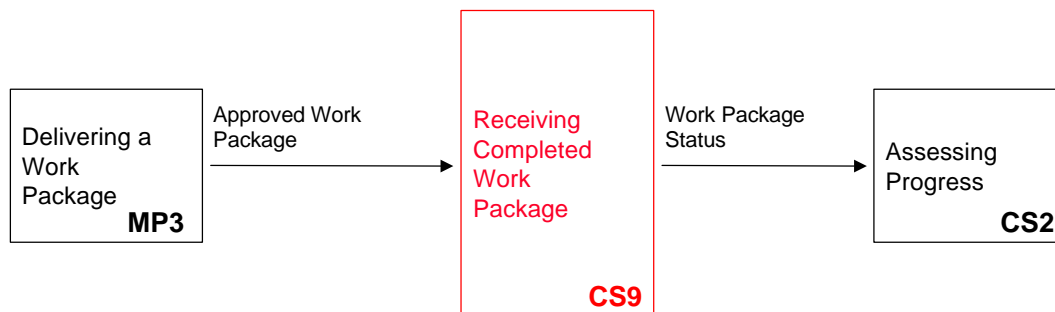 Delivering a
Work
Package
MP3
Approved Work
Package
Receiving
Completed
Work
Package
CS9
Work Package
Status
Assessing
Progress
CS2